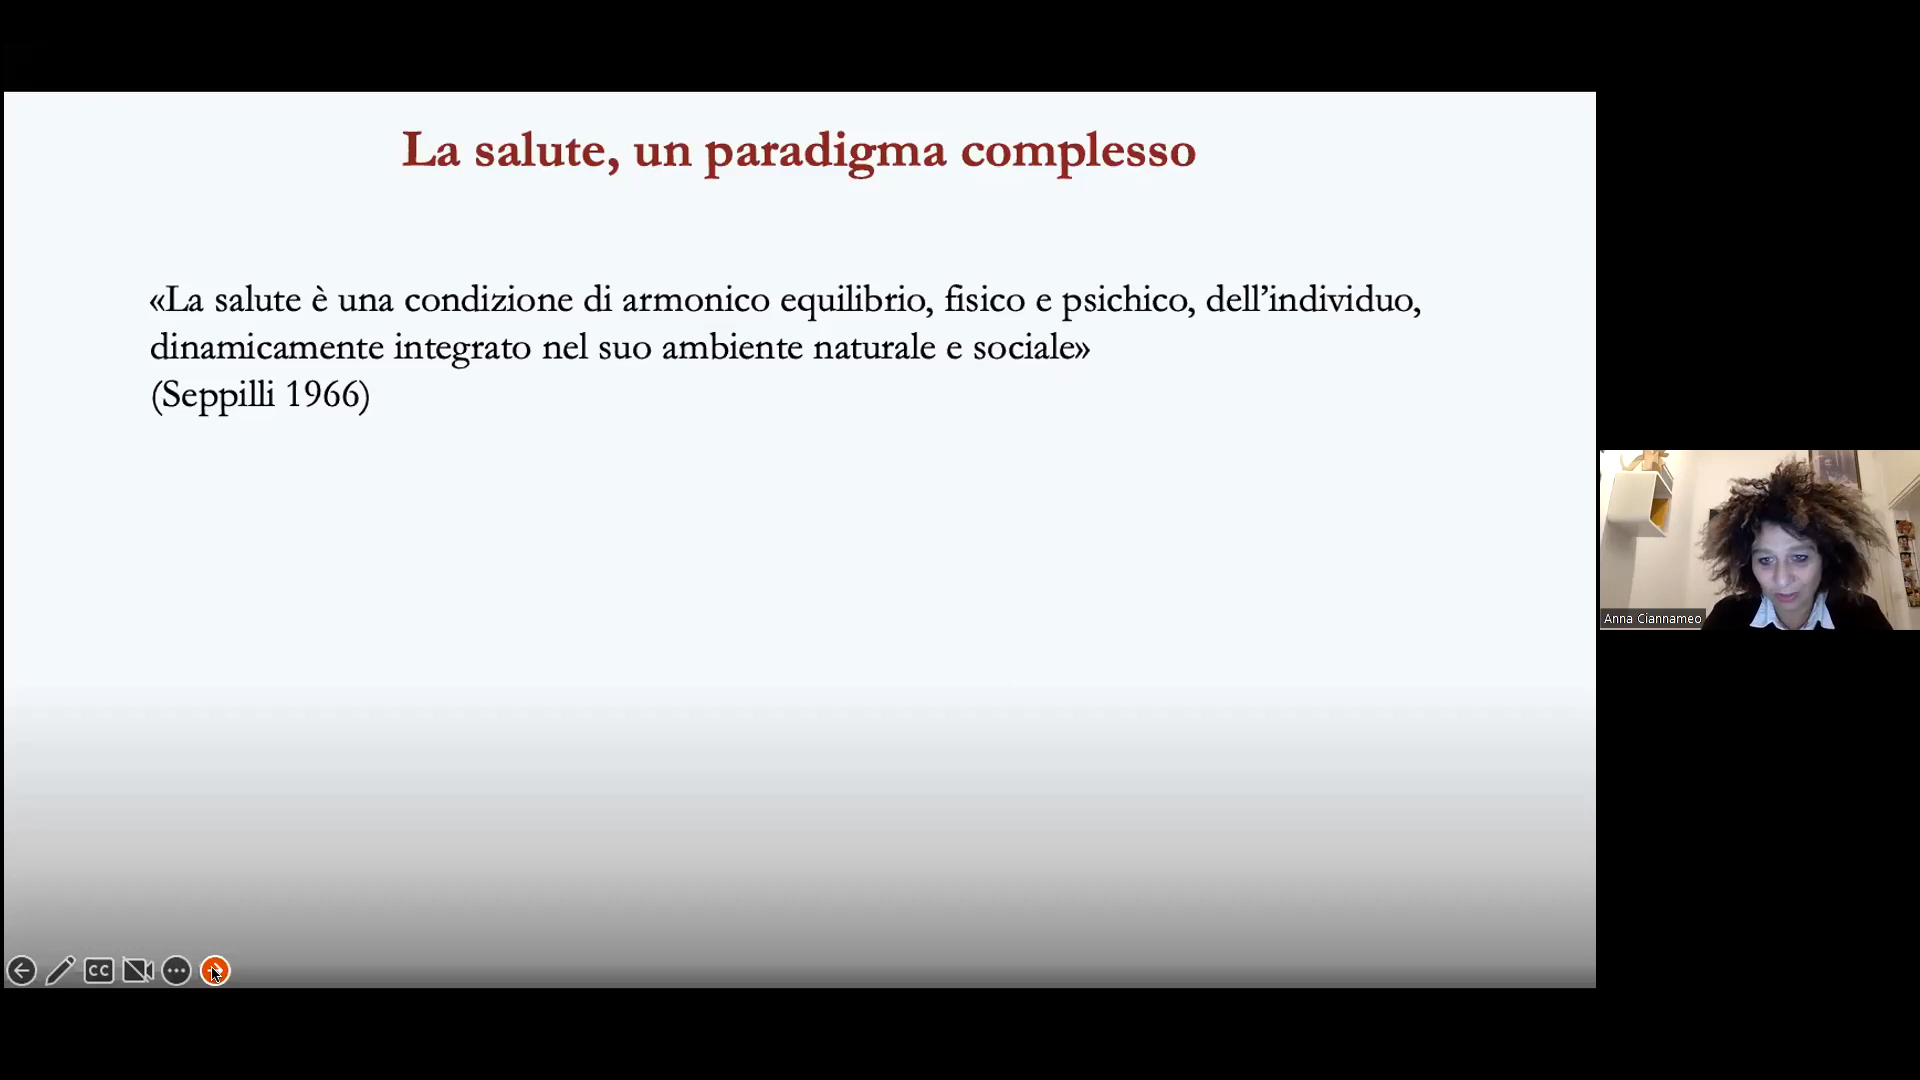 La salute, un paradigma complesso
«La salute è una condizione di armonico equilibrio, fisico e psichico, dell’individuo,
dinamicamente integrato nel suo ambiente naturale e sociale»
(Seppilli 1966)
Anna Ciannameo
CC